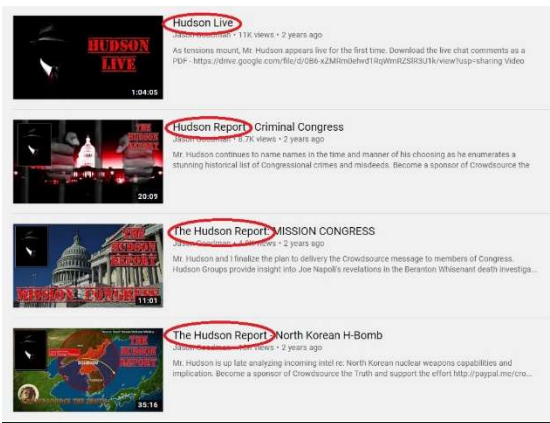 HUDSON
LIVE
1:04:05
Hudson Live
Jason Goodman • 11K views • 2 years ago
As tensions mount, Mr. Hudson appears live for the first time. Download the live chat comments as a
PDF - https://drive.google.com/file/d/ Video
THE
HUDSON
REPORT
20:09
Hudson Report - Criminal Congress
Jason Goodman • 8.7K views • 2 years ago
Mr. Hudson continues to name names in the time and manner of his choosing as he enumerates a
stunning historical list of Congressional crimes and misdeeds. Become a sponsor of Crowdsource the
THE
HUDSON
REPORT
MISSION CONGRESS
11:01
The Hudson Report: MISSION CONGRESS
Jason Goodman • views • 2 years ago
Mr. Hudson and I finalize the plan to deliver the Crowdsource message to members of Congress.
Hudson Groups provide insight into Joe Napoli's revelations in the Beranton Whisenant death investiga...
THE
HUDSON
REPORT
CROWDSOURCE THE TRUTH
35:16
The Hudson Report - North Korean H-Bomb
Jason Goodman • views • 2 years ago
Mr. Hudson is up late analyzing incoming intel re: North Korean nuclear weapons capabilities and
implication. Become a sponsor of Crowdsource the Truth and support the effort http://paypal.me/cro...